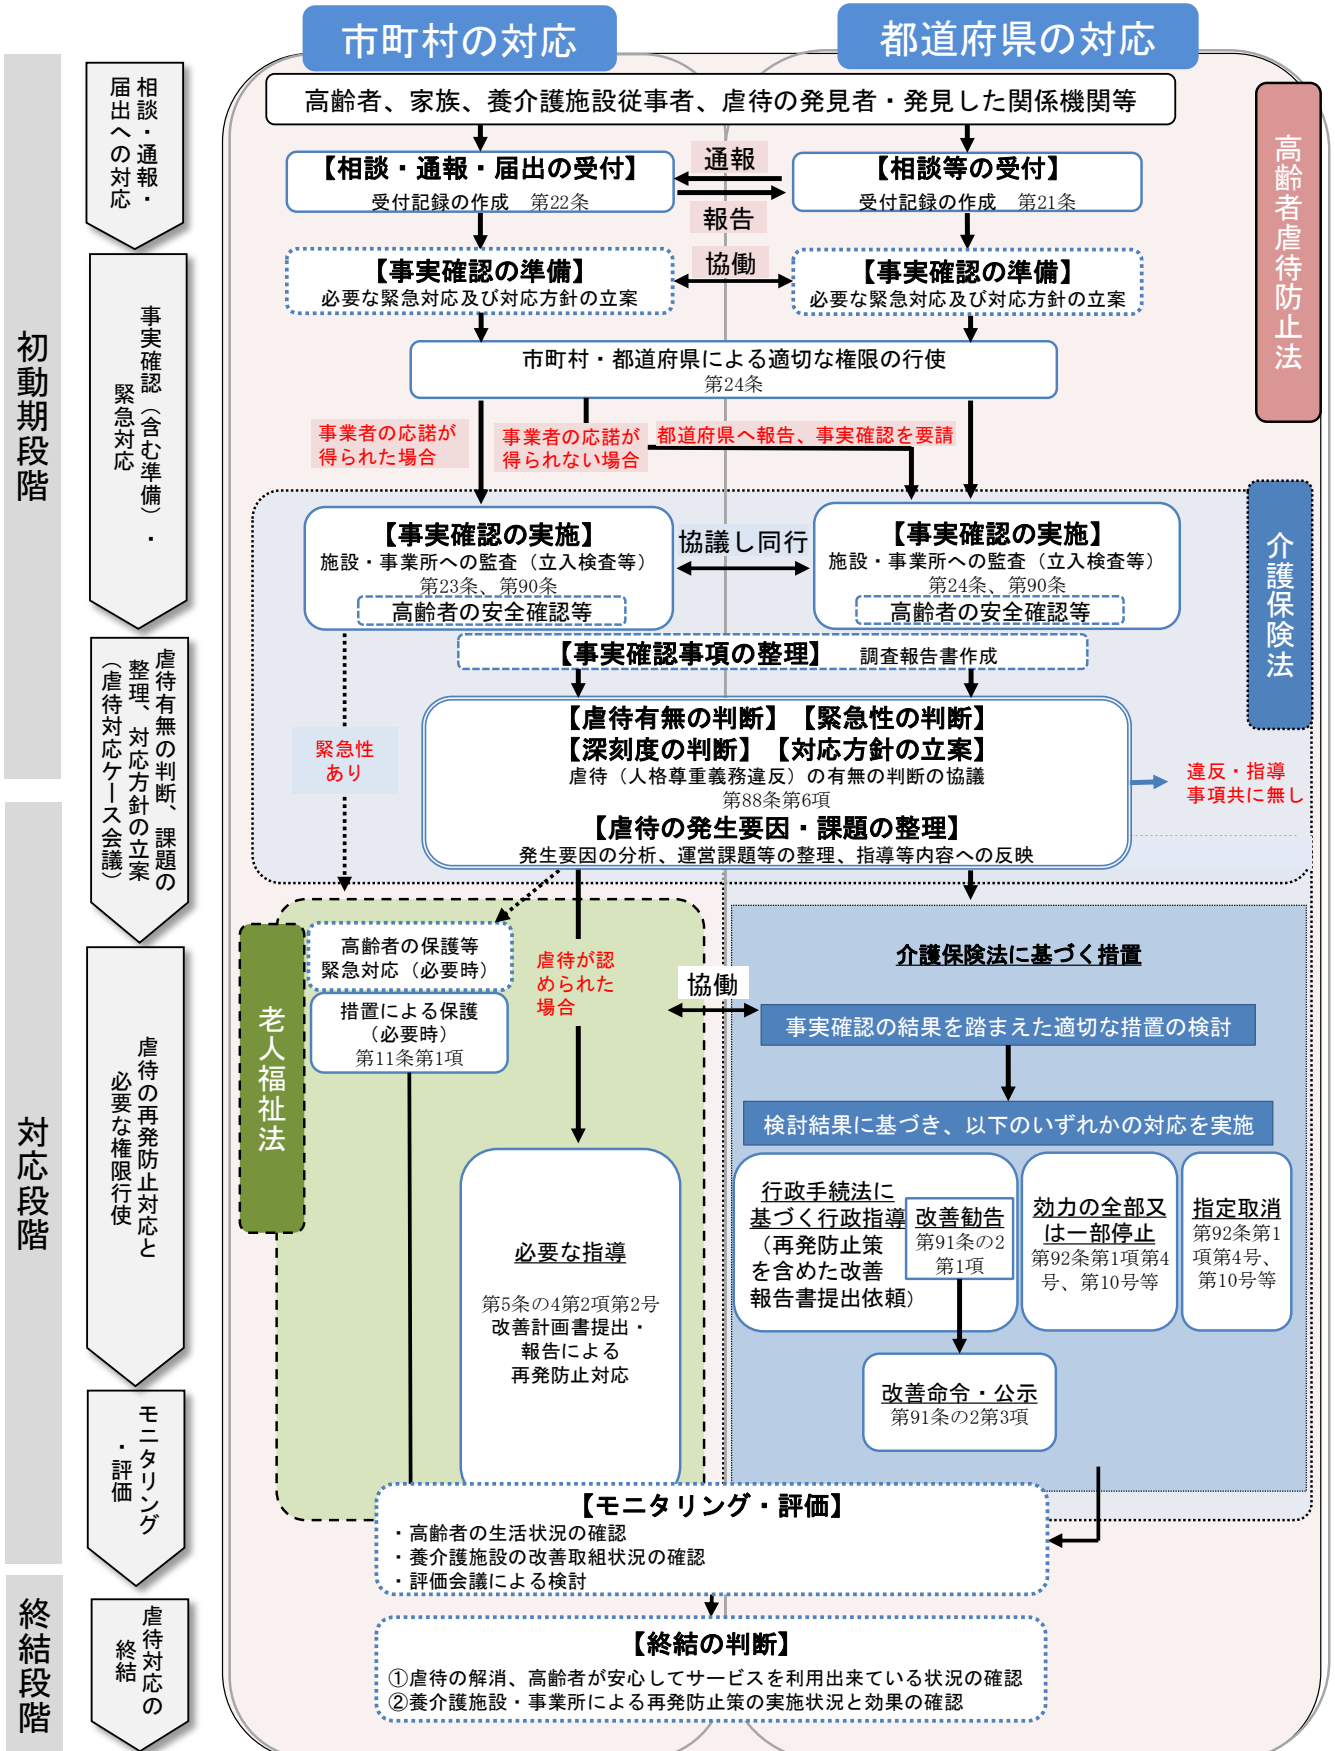 市町村の対応
都道府県の対応
高齢者、家族、養介護施設従事者、虐待の発見者・発見した関係機関等
【相談・通報・届出の受付】
受付記録の作成　第22条
通報
報告
【相談等の受付】
受付記録の作成　第21条
【事実確認の準備】
必要な緊急対応及び対応方針の立案
協働
【事実確認の準備】
必要な緊急対応及び対応方針の立案
市町村・都道府県による適切な権限の行使
第24条
事業者の応諾が
得られた場合
事業者の応諾が
得られない場合
都道府県へ報告、事実確認を要請
【事実確認の実施】
施設・事業所への監査（立入検査等）
第23条、第90条
高齢者の安全確認等
協議し同行
【事実確認の実施】
施設・事業所への監査（立入検査等）
第24条、第90条
高齢者の安全確認等
【事実確認事項の整理】　調査報告書作成
緊急性
あり
【虐待有無の判断】【緊急性の判断】
【深刻度の判断】【対応方針の立案】
虐待（人格尊重義務違反）の有無の判断の協議
第88条第6項
【虐待の発生要因・課題の整理】
発生要因の分析、運営課題等の整理、指導等内容への反映
違反・指導
事項共に無し
高齢者の保護等
緊急対応（必要時）
措置による保護
（必要時）
第11条第1項
虐待が認
められた
場合
協働
介護保険法に基づく措置
事実確認の結果を踏まえた適切な措置の検討
検討結果に基づき、以下のいずれかの対応を実施
必要な指導
第5条の4第2項第2号
改善計画書提出・
報告による
再発防止対応
行政手続法に
基づく行政指導
（再発防止策
を含めた改善
報告書提出依頼）
改善勧告
第91条の2
第1項
効力の全部又
は一部停止
第92条第1項第4
号、第10号等
指定取消
第92条第1
項第4号、
第10号等
改善命令・公示
第91条の2第3項
【モニタリング・評価】
・高齢者の生活状況の確認
・養介護施設の改善取組状況の確認
・評価会議による検討
【終結の判断】
①虐待の解消、高齢者が安心してサービスを利用出来ている状況の確認
②養介護施設・事業所による再発防止策の実施状況と効果の確認
高齢者虐待防止法
介護保険法
老人福祉法
初動期段階
対応段階
終結段階
相談・通報・
届出への対応
事実確認（含む準備）・
緊急対応
虐待有無の判断、課題の
整理、対応方針の立案
（虐待対応ケース会議）
虐待の再発防止対応と
必要な権限行使
モニタリング
・評価
虐待対応の
終結